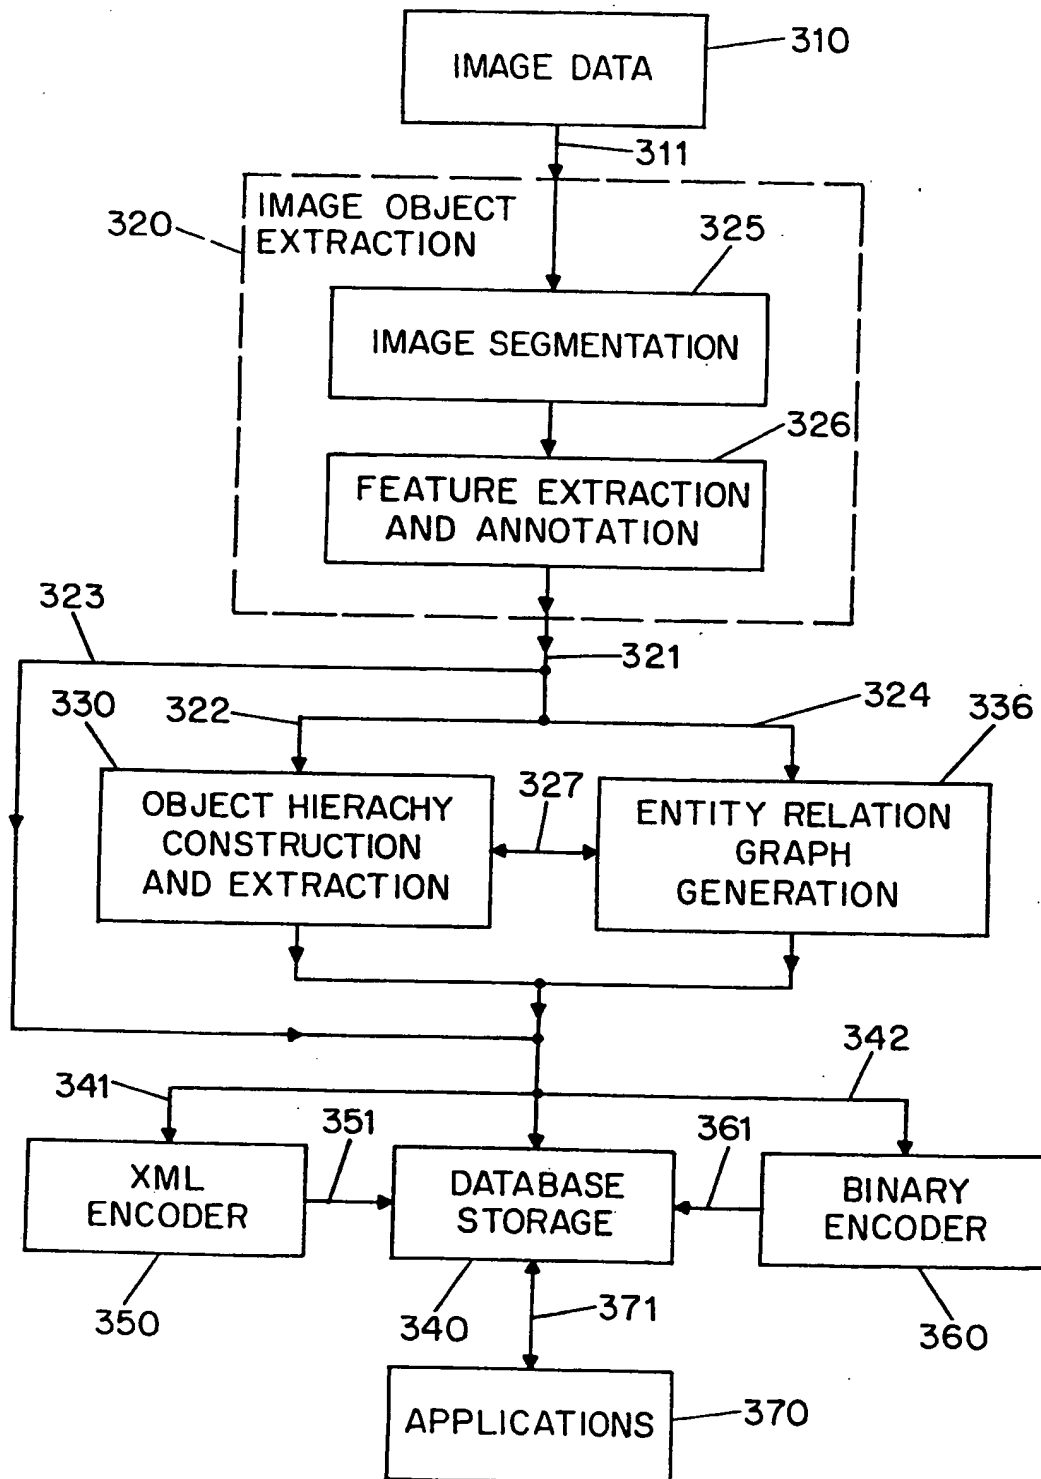 IMAGE DATA
310
311
IMAGE OBJECT
EXTRACTION
320
325
IMAGE SEGMENTATION
326
FEATURE EXTRACTION
AND ANNOTATION
323
321
330
322
324
336
327
OBJECT HIERACHY
CONSTRUCTION
AND EXTRACTION
ENTITY RELATION
GRAPH
GENERATION
341
342
351
361
XML
ENCODER
DATABASE
STORAGE
BINARY
ENCODER
350
340
371
360
APPLICATIONS
370